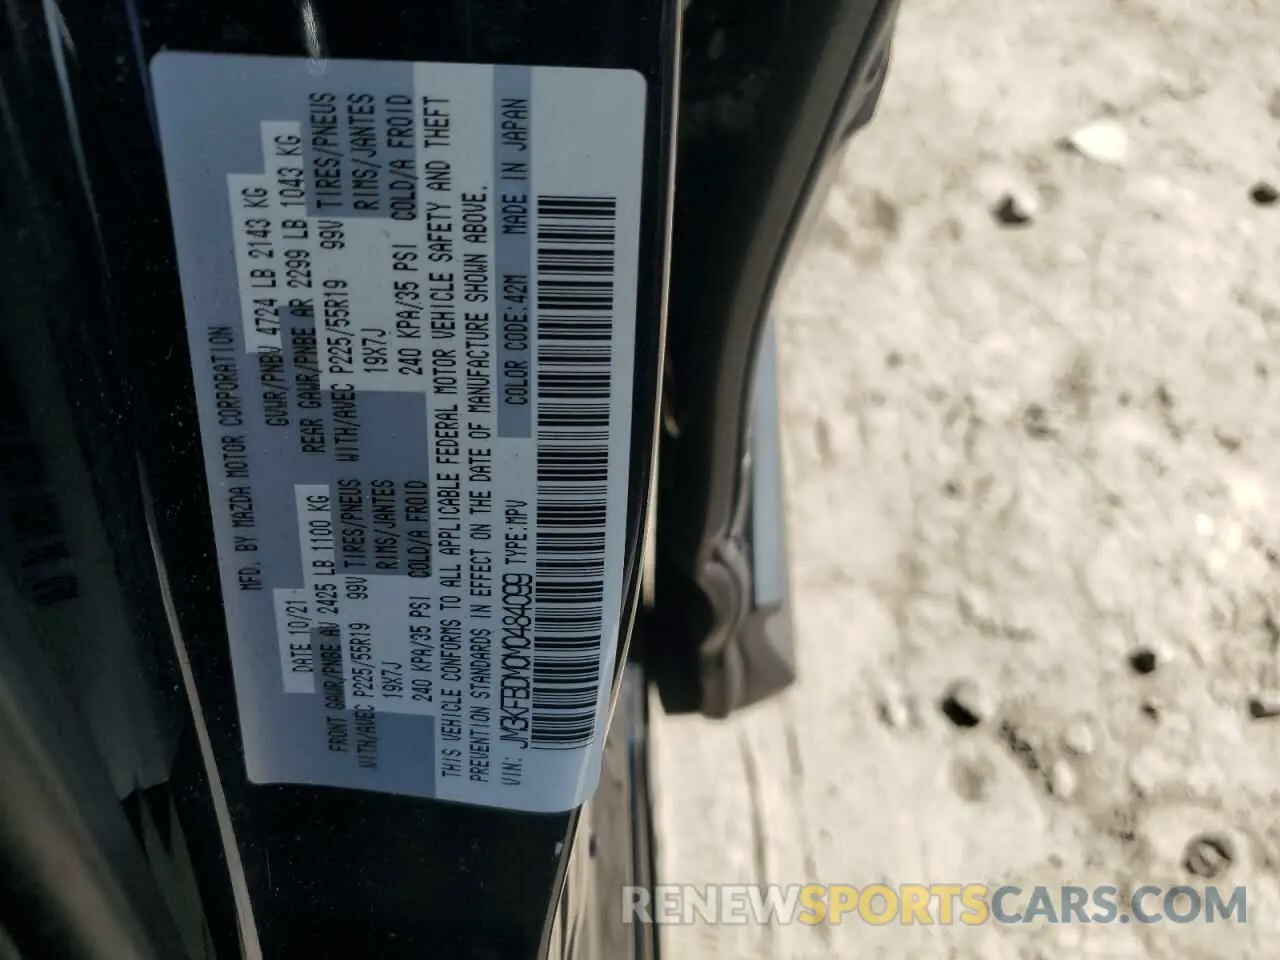 MFD. BY MAZDA MOTOR CORPORATION
DATE 10/21 GVWR/PNBV 4724 LB 2143 KG
FRONT GAWR/PNBE AV 2425 LB 1100 KG REAR GAWR/PNBE AR 2299 LB 1043 KG
WITH/AVEC P225/55R19 99V TIRES/PNEUS WITH/AVEC P225/55R19 99V TIRES/PNEUS
19X7J RIMS/JANTES 19X7J RIMS/JANTES
240 KPA/35 PSI COLD/A FROID 240 KPA/35 PSI COLD/A FROID
THIS VEHICLE CONFORMS TO ALL APPLICABLE FEDERAL MOTOR VEHICLE SAFETY AND THEFT
PREVENTION STANDARDS IN EFFECT ON THE DATE OF MANUFACTURE SHOWN ABOVE.
VIN: JM3KFBDM0M0484099 TYPE:MPV COLOR CODE:42M MADE IN JAPAN
RENEWSPORTSCARS.COM